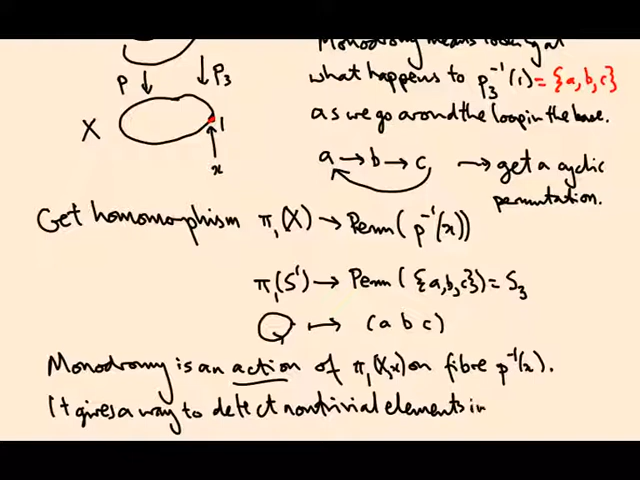 Monodromy means looking at
what happens to p₃⁻¹(1) = {a,b,c}
as we go around the loop in the base.
P ↓ ↓ P₃
X 1
x
a → b → c → get a cyclic
permutation.
Get homomorphism π₁(X) → Perm(p⁻¹(x))
π₁(S¹) → Perm({a,b,c}) = S₃
↦ (a b c)
Monodromy is an action of π₁(X,x) on fibre p⁻¹(x).
It gives a way to detect nontrivial elements in